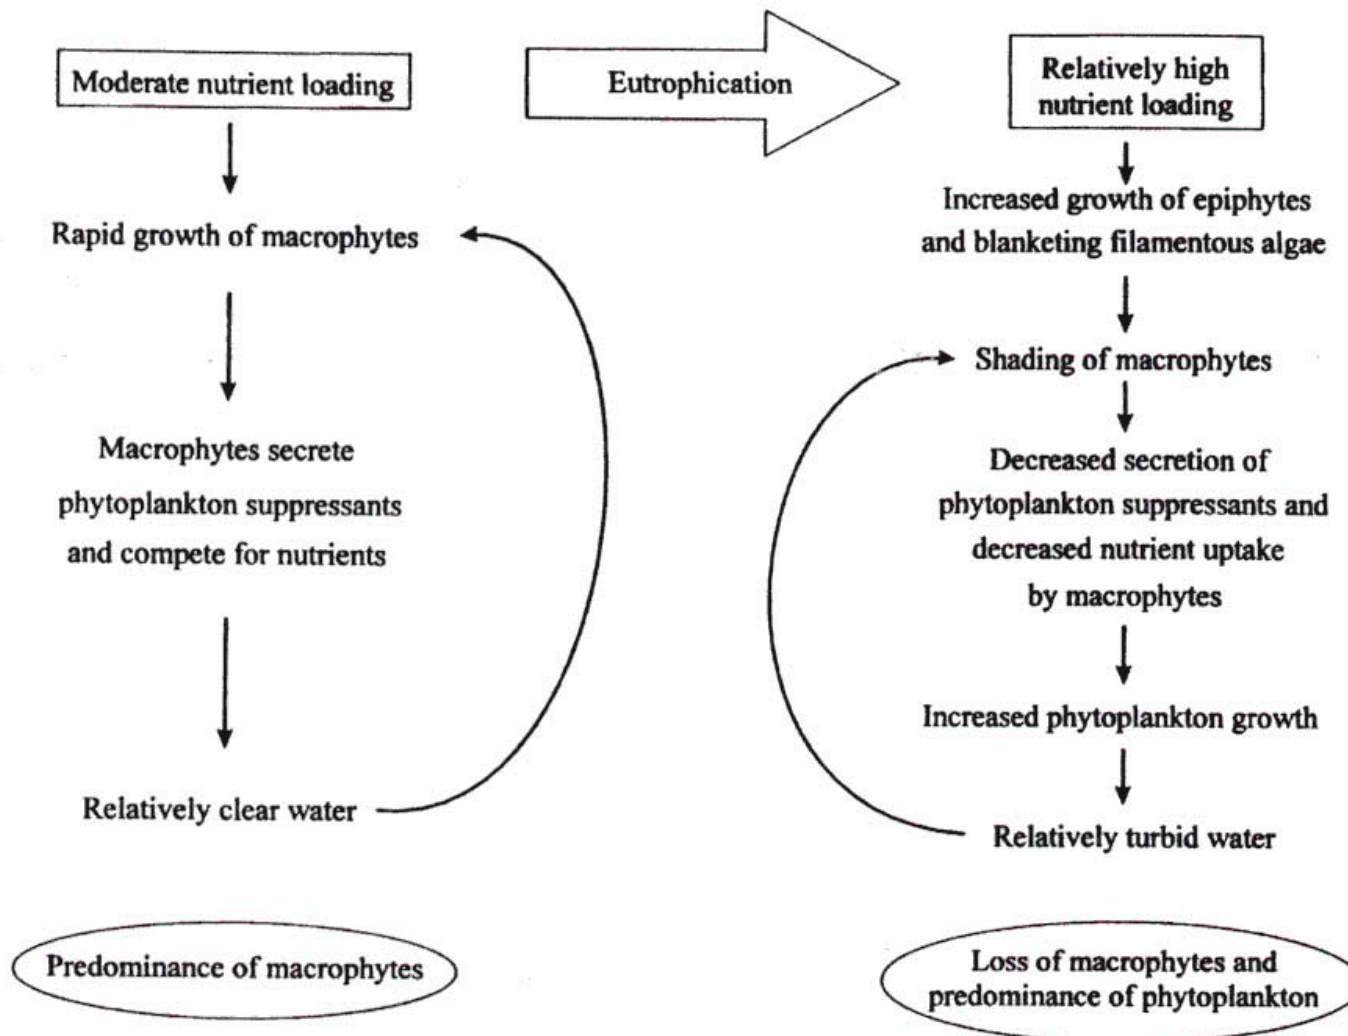 Moderate nutrient loading
Eutrophication
Relatively high
nutrient loading
Rapid growth of macrophytes
Macrophytes secrete
phytoplankton suppressants
and compete for nutrients
Relatively clear water
Predominance of macrophytes
Increased growth of epiphytes
and blanketing filamentous algae
Shading of macrophytes
Decreased secretion of
phytoplankton suppressants and
decreased nutrient uptake
by macrophytes
Increased phytoplankton growth
Relatively turbid water
Loss of macrophytes and
predominance of phytoplankton